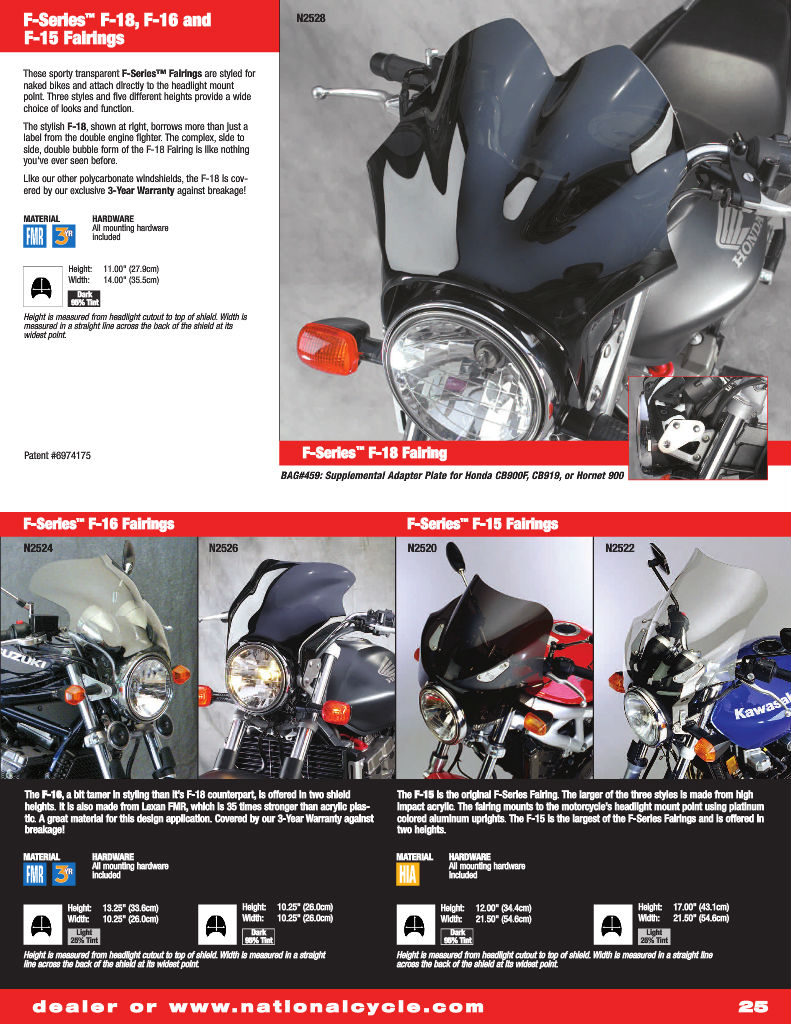 F-Series™ F-18, F-16 and
F-15 Fairings
These sporty transparent F-Series™ Fairings are styled for
naked bikes and attach directly to the headlight mount
point. Three styles and five different heights provide a wide
choice of looks and function.
The stylish F-18, shown at right, borrows more than just a
label from the double engine fighter. The complex, side to
side, double bubble form of the F-18 Fairing is like nothing
you've ever seen before.
Like our other polycarbonate windshields, the F-18 is cov-
ered by our exclusive 3-Year Warranty against breakage!
MATERIAL
FMR 3YR
HARDWARE
All mounting hardware
included
Height: 11.00" (27.9cm)
Width: 14.00" (35.5cm)
Dark
95% Tint
Height is measured from headlight cutout to top of shield. Width is
measured in a straight line across the back of the shield at its
widest point.
Patent #6974175
N2528
HONDA
F-Series™ F-18 Fairing
BAG#459: Supplemental Adapter Plate for Honda CB900F, CB919, or Hornet 900
F-Series™ F-16 Fairings
N2524
SUZUKI
N2526
The F-16, a bit tamer in styling than it's F-18 counterpart, is offered in two shield
heights. It is also made from Lexan FMR, which is 35 times stronger than acrylic plas-
tic. A great material for this design application. Covered by our 3-Year Warranty against
breakage!
MATERIAL
FMR 3YR
HARDWARE
All mounting hardware
included
Height: 13.25" (33.6cm)
Width: 10.25" (26.0cm)
Light
25% Tint
Height: 10.25" (26.0cm)
Width: 10.25" (26.0cm)
Dark
95% Tint
Height is measured from headlight cutout to top of shield. Width is measured in a straight
line across the back of the shield at its widest point.
F-Series™ F-15 Fairings
N2520
N2522
Kawasaki
The F-15 is the original F-Series Fairing. The larger of the three styles is made from high
impact acrylic. The fairing mounts to the motorcycle's headlight mount point using platinum
colored aluminum uprights. The F-15 is the largest of the F-Series Fairings and is offered in
two heights.
MATERIAL
HIA
HARDWARE
All mounting hardware
included
Height: 12.00" (34.4cm)
Width: 21.50" (54.6cm)
Dark
95% Tint
Height: 17.00" (43.1cm)
Width: 21.50" (54.6cm)
Light
25% Tint
Height is measured from headlight cutout to top of shield. Width is measured in a straight line
across the back of the shield at its widest point.
dealer or www.nationalcycle.com
25